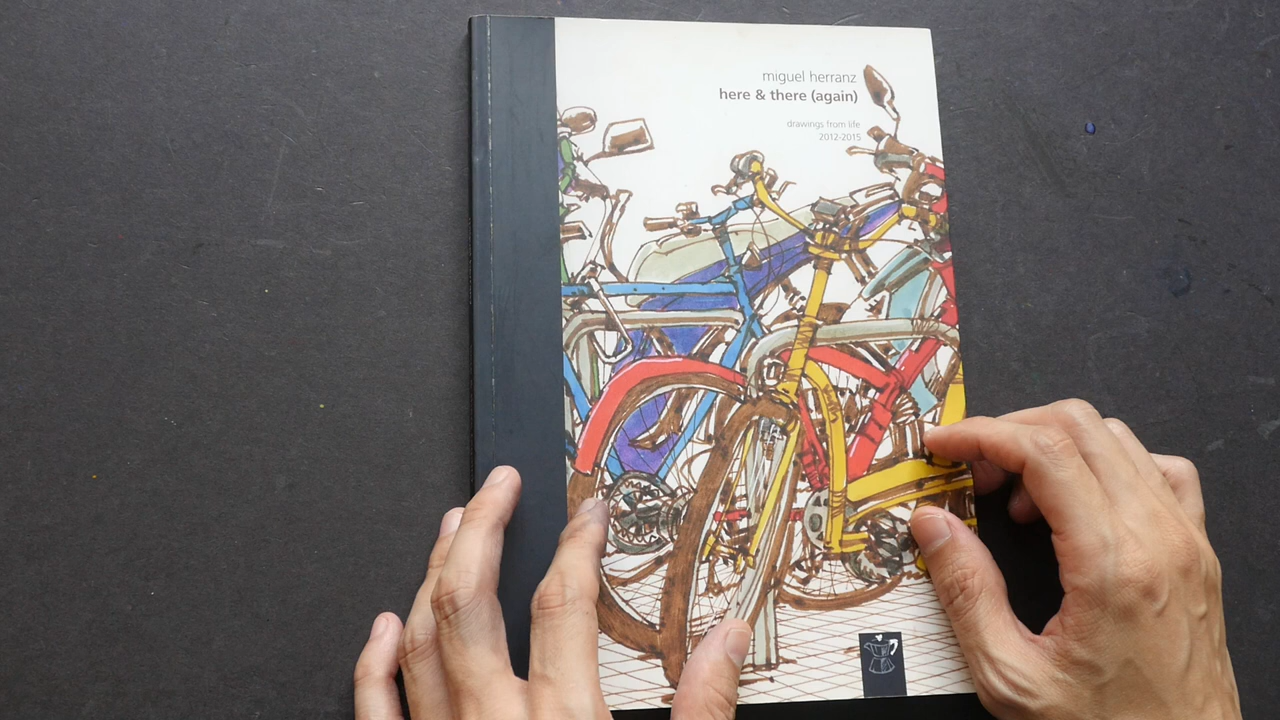 miguel herranz
here & there (again)
drawings from life
2012-2015